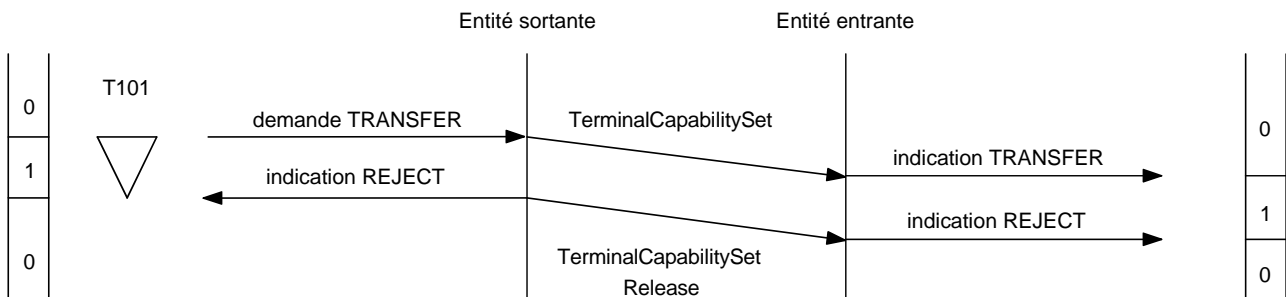 Entité sortante
Entité entrante
T101
0
demande TRANSFER
TerminalCapabilitySet
0
1
indication REJECT
indication TRANSFER
1
indication REJECT
0
TerminalCapabilitySet
Release
0